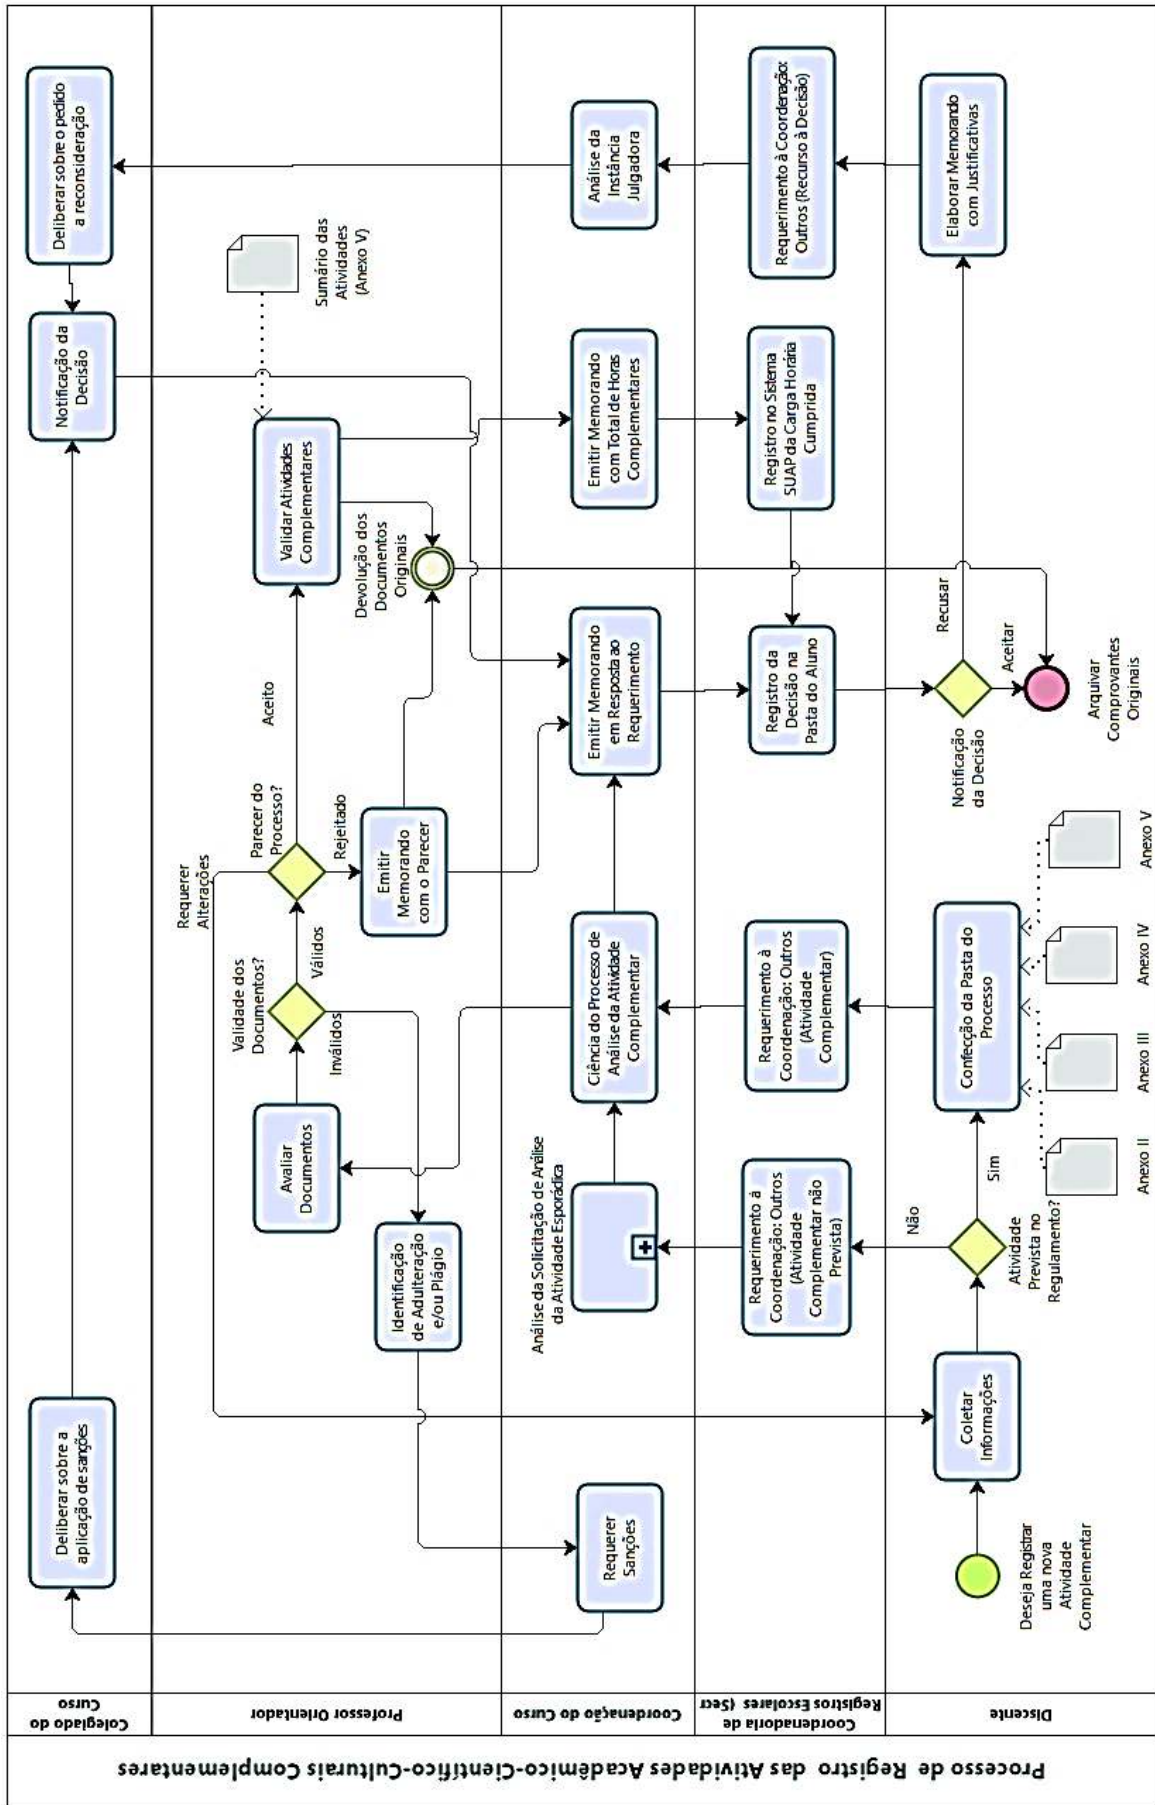 Processo de Registro das Atividades Acadêmico-Científico-Culturais Complementares
Colegiado do
Curso
Deliberar sobre a
aplicação de sanções
Notificação da
Decisão
Deliberar sobre o pedido
a reconsideração
Professor Orientador
Requerer
Alterações
Avaliar
Documentos
Validade dos
Documentos?
Válidos
Inválidos
Parecer do
Processo?
Aceito
Rejeitado
Validar Atividades
Complementares
Sumário das
Atividades
(Anexo V)
Identificação
de Adulteração
e/ou Plágio
Emitir
Memorando
com o Parecer
Devolução dos
Documentos
Originais
Coordenação do Curso
Requerer
Sanções
Análise da Solicitação de Análise
da Atividade Esporádica
Ciência do Processo de
Análise da Atividade
Complementar
Emitir Memorando
em Resposta ao
Requerimento
Emitir Memorando
com Total de Horas
Complementares
Análise da
Instância
Julgadora
Coordenadoria de
Registros Escolares (Secr
Requerimento à
Coordenação: Outros
(Atividade
Complementar não
Prevista)
Requerimento à
Coordenação: Outros
(Atividade
Complementar)
Registro da
Decisão na
Pasta do Aluno
Registro no Sistema
SUAP da Carga Horária
Cumprida
Requerimento à Coordenação:
Outros (Recurso à Decisão)
Discente
Deseja Registrar
uma nova
Atividade
Complementar
Coletar
Informações
Não
Sim
Atividade
Prevista no
Regulamento?
Confecção da Pasta do
Processo
Anexo II
Anexo III
Anexo IV
Anexo V
Notificação
da Decisão
Recusar
Aceitar
Arquivar
Comprovantes
Originais
Elaborar Memorando
com Justificativas